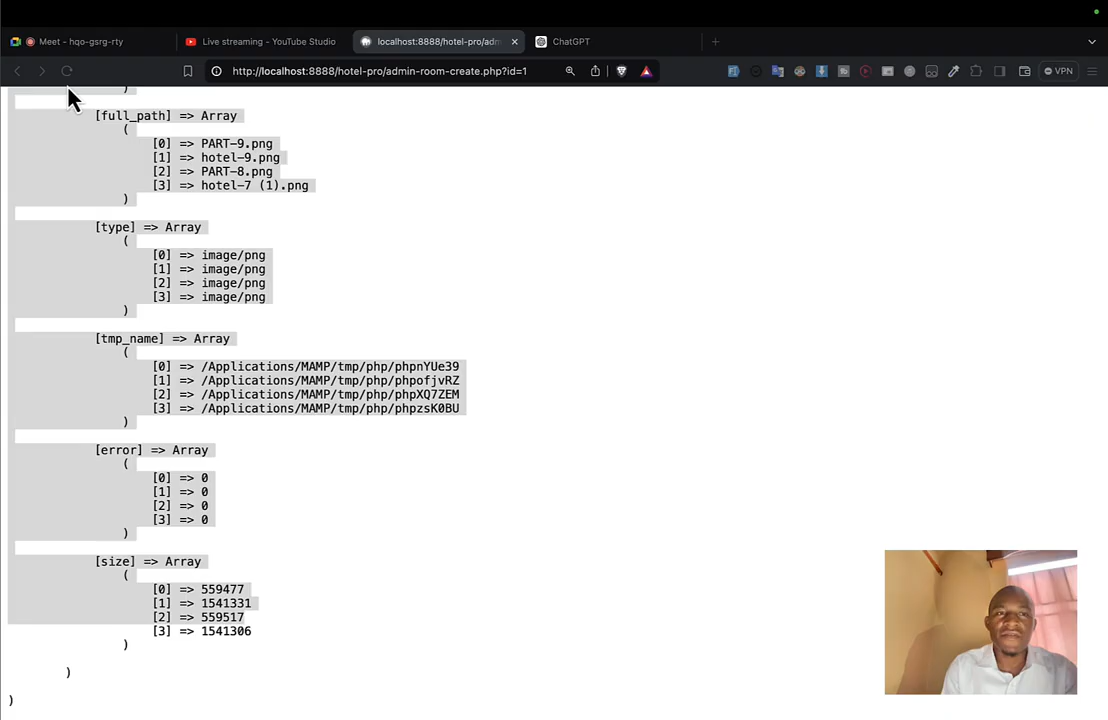 Meet - hqo-gsrg-rty
Live streaming - YouTube Studio
localhost:8888/hotel-pro/adm
ChatGPT
http://localhost:8888/hotel-pro/admin-room-create.php?id=1
VPN
)
[full_path] => Array
(
[0] => PART-9.png
[1] => hotel-9.png
[2] => PART-8.png
[3] => hotel-7 (1).png
)
[type] => Array
(
[0] => image/png
[1] => image/png
[2] => image/png
[3] => image/png
)
[tmp_name] => Array
(
[0] => /Applications/MAMP/tmp/php/phpnYUe39
[1] => /Applications/MAMP/tmp/php/phpofjvRZ
[2] => /Applications/MAMP/tmp/php/phpXQ7ZEM
[3] => /Applications/MAMP/tmp/php/phpzsK0BU
)
[error] => Array
(
[0] => 0
[1] => 0
[2] => 0
[3] => 0
)
[size] => Array
(
[0] => 559477
[1] => 1541331
[2] => 559517
[3] => 1541306
)
)
)